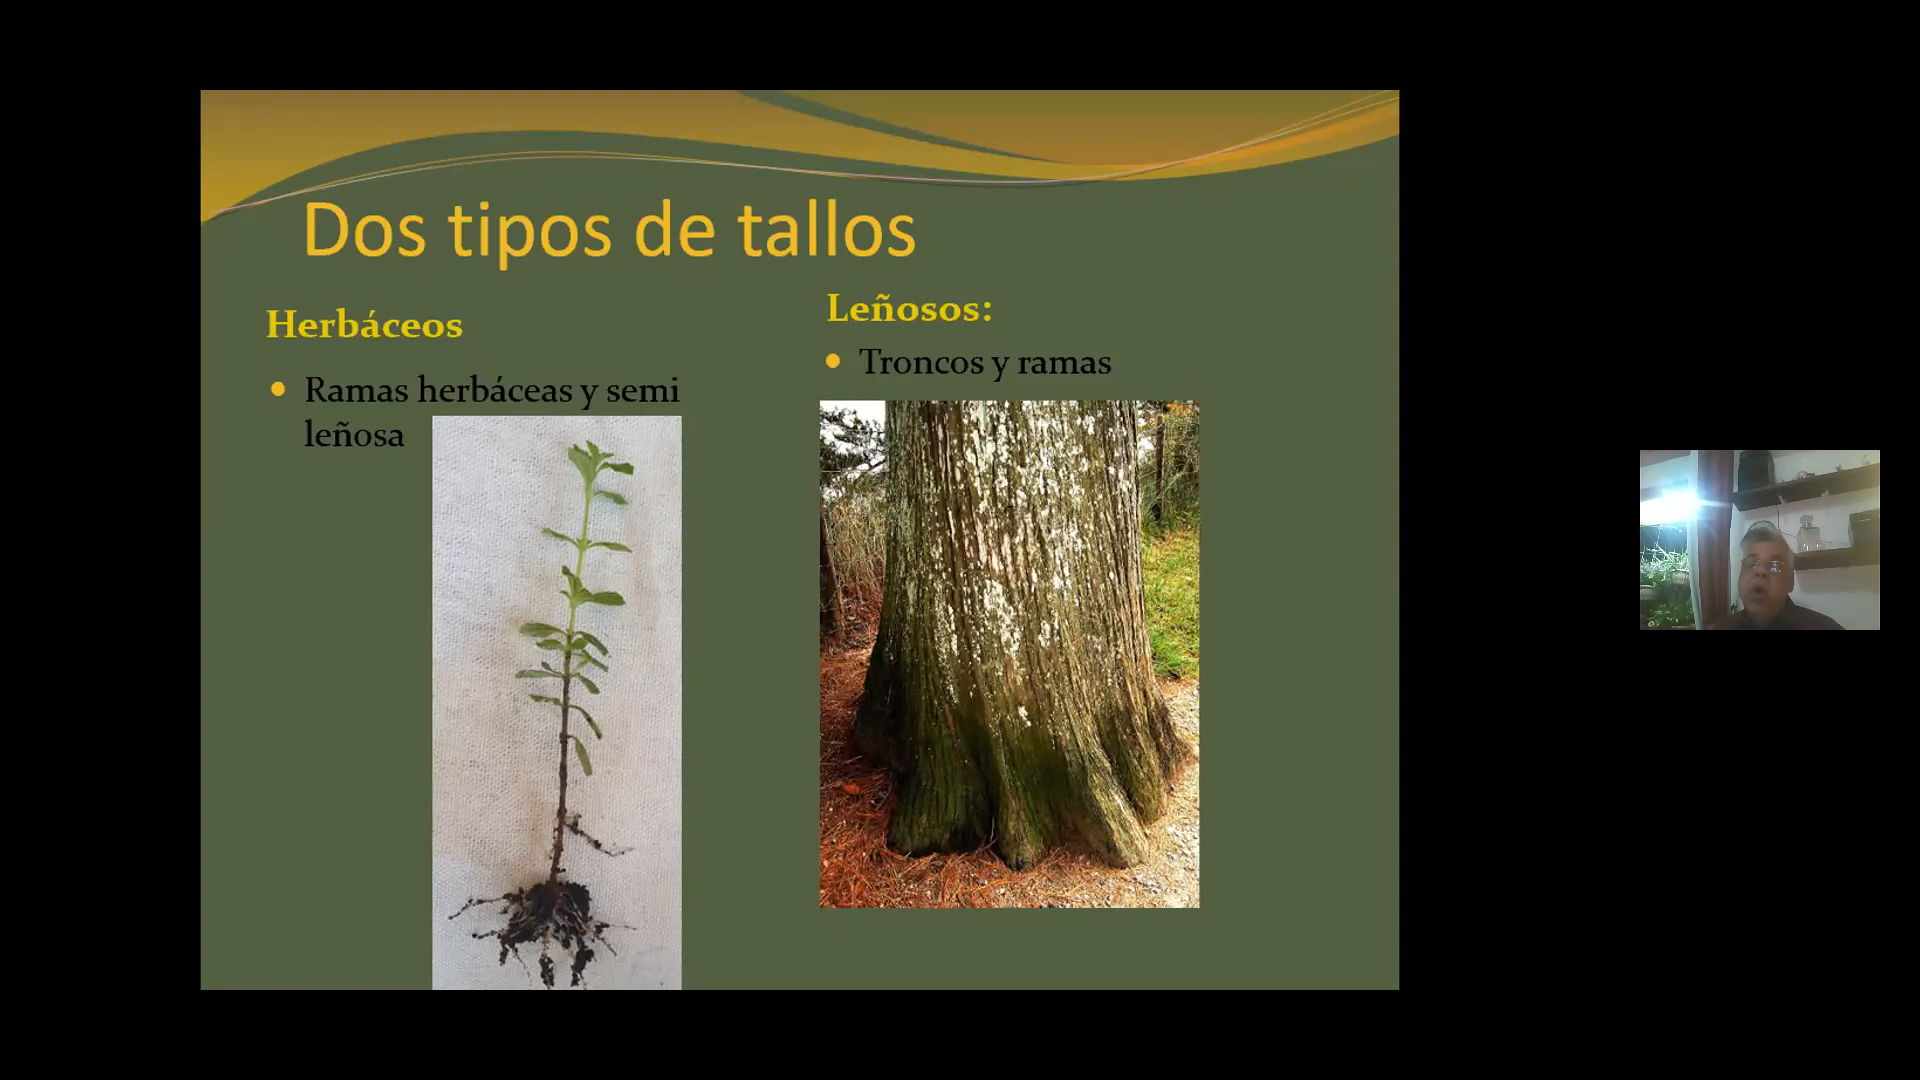 Dos tipos de tallos
Herbáceos
Ramas herbáceas y semi
leñosa
Leñosos:
Troncos y ramas